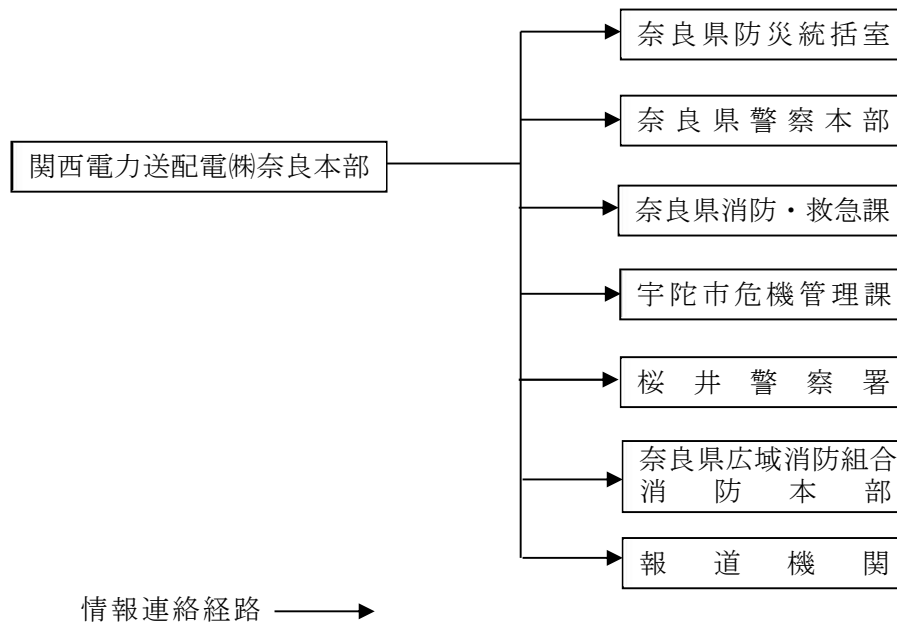 奈良県防災統括室
奈良県警察本部
関西電力送配電㈱奈良本部
奈良県消防・救急課
宇陀市危機管理課
桜井警察署
奈良県広域消防組合
消防本部
報道機関
情報連絡経路